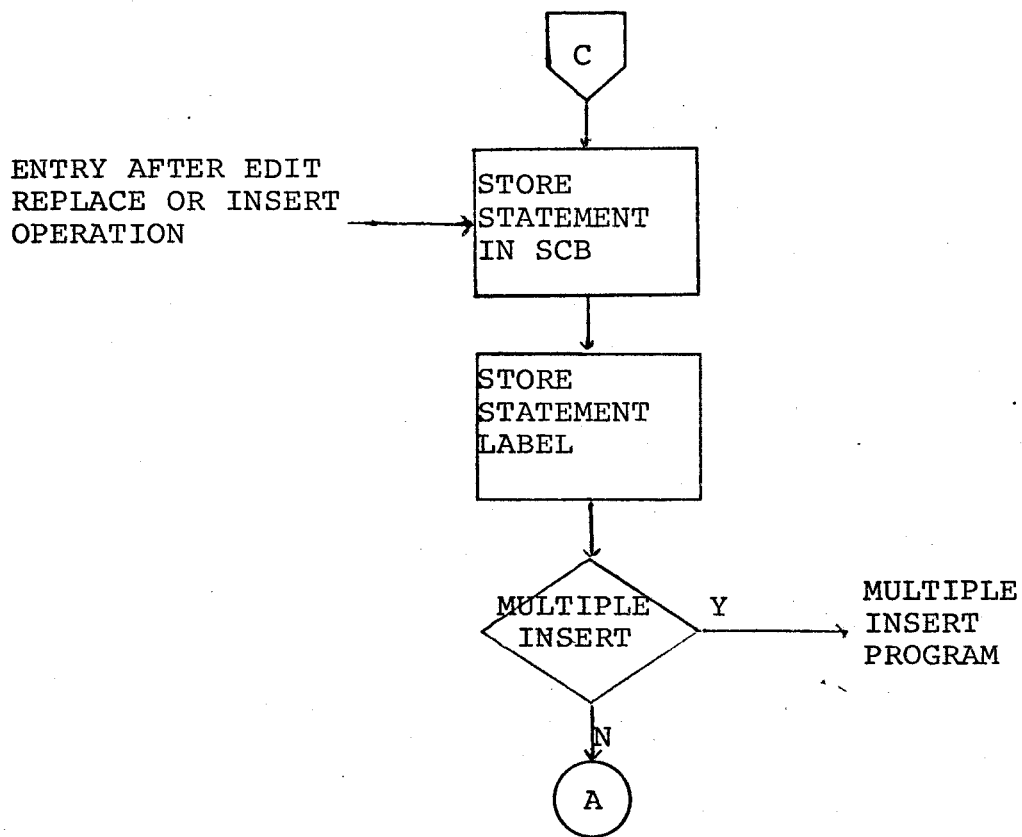 C
ENTRY AFTER EDIT
REPLACE OR INSERT
OPERATION
STORE
STATEMENT
IN SCB
STORE
STATEMENT
LABEL
MULTIPLE
INSERT
Y
MULTIPLE
INSERT
PROGRAM
N
A